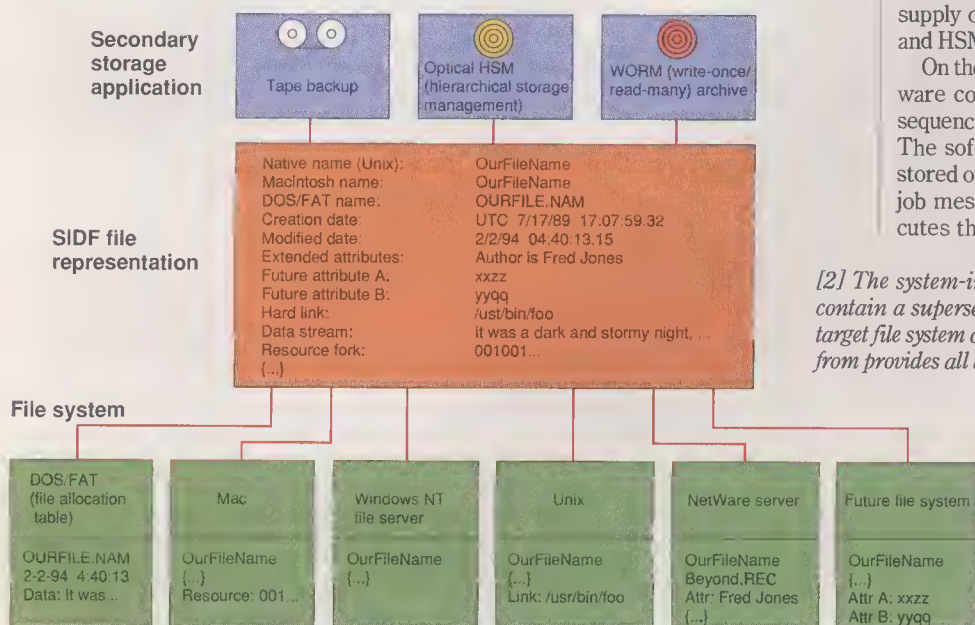 Secondary
storage
application
Tape backup
Optical HSM
(hierarchical storage
management)
WORM (write-once/
read-many) archive
SIDF file
representation
Native name (Unix): OurFileName
Macintosh name: OurFileName
DOS/FAT name: OURFILE.NAM
Creation date: UTC 7/17/89 17:07:59.32
Modified date: 2/2/94 04:40:13.15
Extended attributes: Author is Fred Jones
Future attribute A: xxzz
Future attribute B: yyqq
Hard link: /ust/bin/foo
Data stream: It was a dark and stormy night, ...
Resource fork: 001001...
{...}
File system
DOS/FAT
(file allocation
table)
OURFILE.NAM
2-2-94 4:40:13
Data: It was...
Mac
OurFileName
{...}
Resource: 001...
Windows NT
file server
OurFileName
{...}
Unix
OurFileName
{...}
Link: /usr/bin/foo
NetWare server
OurFileName
Beyond.REC
Attr: Fred Jones
{...}
Future file system
OurFileName
{...}
Attr A: xxzz
Attr B: yyqq
supply
and HSM
On the
ware
sequenc
The
stored
job
cutes
[2] The
contain a
target file system
from provides all